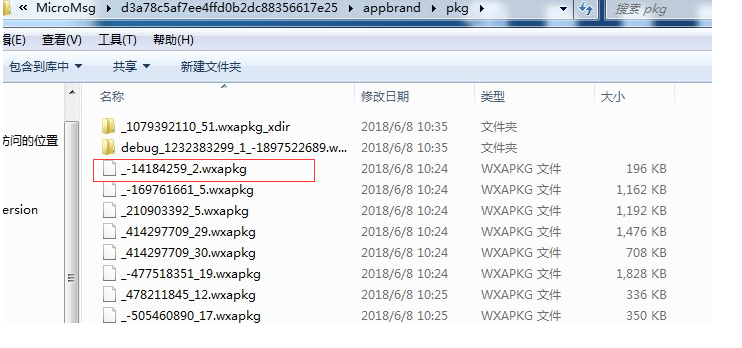 « MicroMsg ▸ d3a78c5af7ee4ffd0b2dc88356617e25 ▸ appbrand ▸ pkg ▸ 搜索 pkg
(E) 查看(V) 工具(T) 帮助(H)
包含到库中 共享 新建文件夹
名称 修改日期 类型 大小
_1079392110_51.wxapkg_xdir 2018/6/8 10:35 文件夹
debug_1232383299_1_-1897522689.w... 2018/6/8 10:35 文件夹
访问的位置
_-14184259_2.wxapkg 2018/6/8 10:24 WXAPKG 文件 196 KB
_-169761661_5.wxapkg 2018/6/8 10:24 WXAPKG 文件 1,162 KB
_210903392_5.wxapkg 2018/6/8 10:24 WXAPKG 文件 1,192 KB
ersion
_414297709_29.wxapkg 2018/6/8 10:24 WXAPKG 文件 1,476 KB
_414297709_30.wxapkg 2018/6/8 10:24 WXAPKG 文件 708 KB
_-477518351_19.wxapkg 2018/6/8 10:24 WXAPKG 文件 1,828 KB
_478211845_12.wxapkg 2018/6/8 10:25 WXAPKG 文件 336 KB
_-505460890_17.wxapkg 2018/6/8 10:25 WXAPKG 文件 350 KB